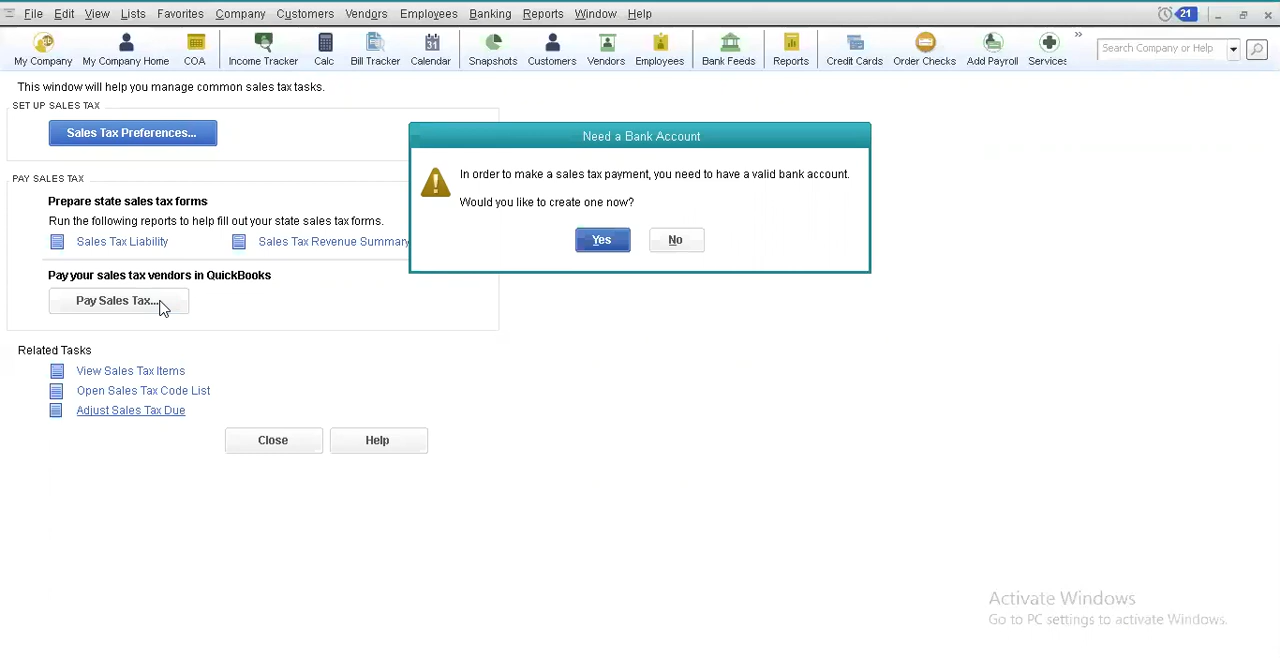 File Edit View Lists Favorites Company Customers Vendors Employees Banking Reports Window Help 21
My Company My Company Home COA Income Tracker Calc Bill Tracker Calendar Snapshots Customers Vendors Employees Bank Feeds Reports Credit Cards Order Checks Add Payroll Services Search Company or Help
31
This window will help you manage common sales tax tasks.
SET UP SALES TAX
Sales Tax Preferences...
PAY SALES TAX
Prepare state sales tax forms
Run the following reports to help fill out your state sales tax forms.
Sales Tax Liability Sales Tax Revenue Summary
Pay your sales tax vendors in QuickBooks
Pay Sales Tax...
Related Tasks
View Sales Tax Items
Open Sales Tax Code List
Adjust Sales Tax Due
Close Help
Need a Bank Account
In order to make a sales tax payment, you need to have a valid bank account.
Would you like to create one now?
Yes No
Activate Windows
Go to PC settings to activate Windows.